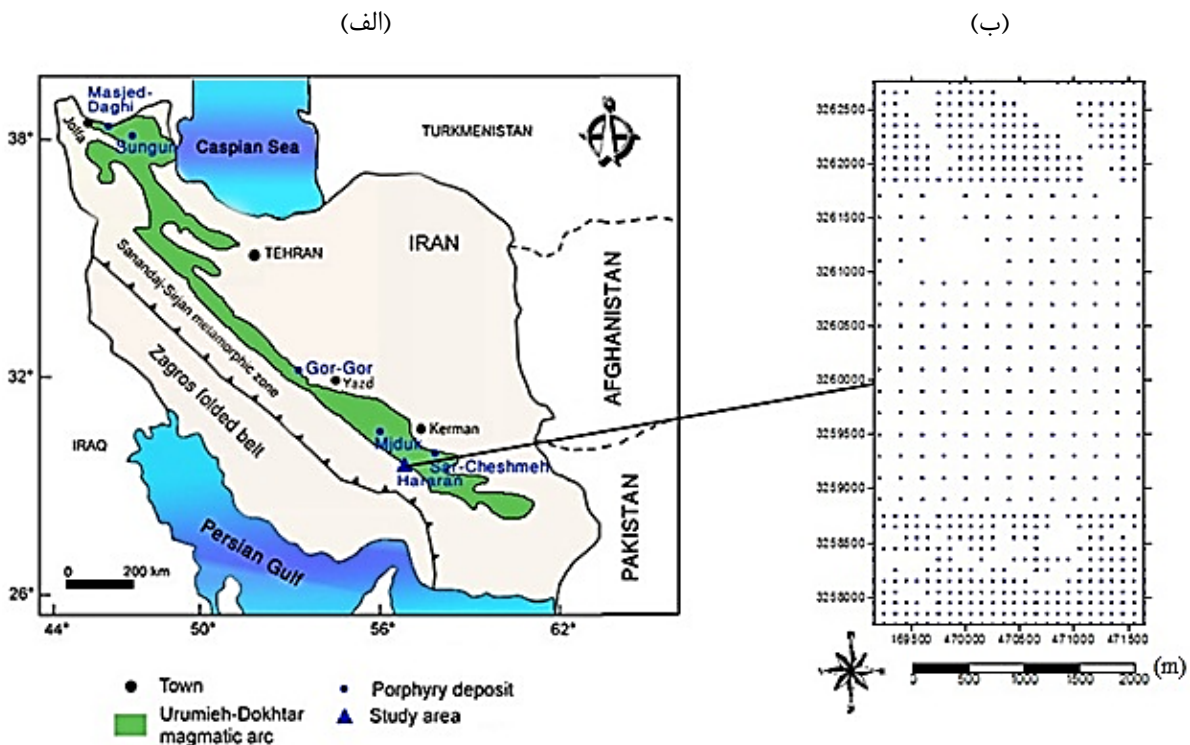 (الف)
(ب)
Masjed-
Daghi
Jolfa
Sungun
38°
Caspian Sea
TURKMENISTAN
TEHRAN
IRAN
Sanandaj-Sirjan metamorphic zone
AFGHANISTAN
Gor-Gor
Yazd
32°
Zagros folded belt
Kerman
Miduk
IRAQ
Sar-Cheshmeh
Hararan
PAKISTAN
Persian Gulf
0 200 km
26°
44° 50° 56° 62°
Town
Porphyry deposit
Urumieh-Dokhtar
magmatic arc
Study area
3262500
3262000
3261500
3261000
3260500
3260000
3259500
3259000
3258500
3258000
469500 470000 470500 471000 471500
0 500 1000 1500 2000 (m)